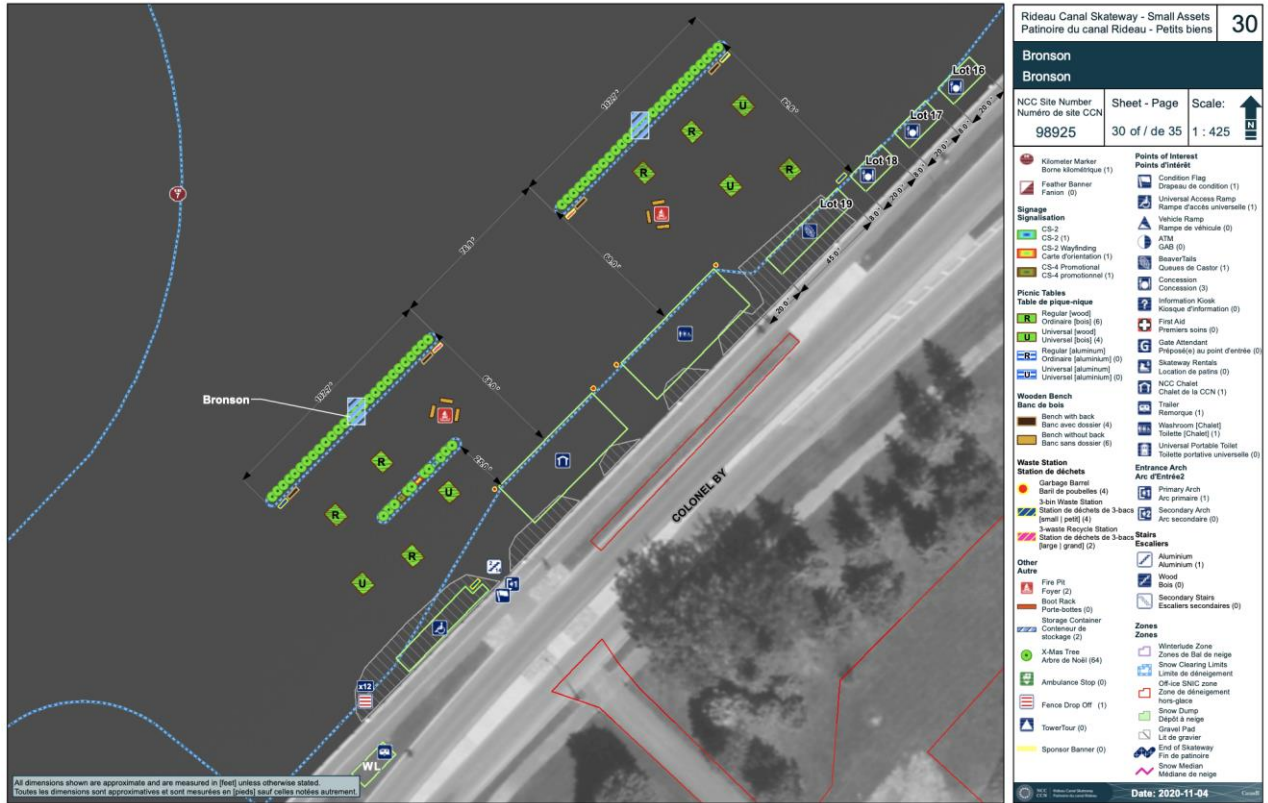 Rideau Canal Skateway - Small Assets
Patinoire du canal Rideau - Petits biens
30
Bronson
Bronson
NCC Site Number
Numéro de site CCN
98925
Sheet - Page
30 of / de 35
Scale:
1 : 425
N
Kilometer Marker
Borne kilométrique (1)
Feather Banner
Fanion (0)
Signage
Signalisation
CS-2
CS-2 (1)
CS-2 Wayfinding
Carte d'orientation (1)
CS-4 Promotional
CS-4 promotionnel (1)
Picnic Tables
Table de pique-nique
R
Regular [wood]
Ordinaire [bois] (6)
U
Universal [wood]
Universel [bois] (4)
R
Regular [aluminum]
Ordinaire [aluminium] (0)
U
Universal [aluminum]
Universel [aluminium] (0)
Wooden Bench
Banc de bois
Bench with back
Banc avec dossier (4)
Bench without back
Banc sans dossier (6)
Waste Station
Station de déchets
Garbage Barrel
Baril de poubelles (4)
3-bin Waste Station
Station de déchets de 3-bacs
[small | petit] (4)
3-waste Recycle Station
Station de déchets de 3-bacs
[large | grand] (2)
Other
Autre
Fire Pit
Foyer (2)
Boot Rack
Porte-bottes (0)
Storage Container
Conteneur de
stockage (2)
X-Mas Tree
Arbre de Noël (64)
Ambulance Stop (0)
Fence Drop Off (1)
TowerTour (0)
Sponsor Banner (0)
Points of Interest
Points d'intérêt
Condition Flag
Drapeau de condition (1)
Universal Access Ramp
Rampe d'accès universelle (1)
Vehicle Ramp
Rampe de véhicule (0)
ATM
GAB (0)
BeaverTails
Queues de Castor (1)
Concession
Concession (3)
Information Kiosk
Kiosque d'information (0)
First Aid
Premiers soins (0)
Gate Attendant
Préposé(e) au point d'entrée (0)
Skateway Rentals
Location de patins (0)
NCC Chalet
Chalet de la CCN (1)
Trailer
Remorque (1)
Washroom [Chalet]
Toilette [Chalet] (1)
Universal Portable Toilet
Toilette portative universelle (0)
Entrance Arch
Arc d'Entrée2
Primary Arch
Arc primaire (1)
Secondary Arch
Arc secondaire (0)
Stairs
Escaliers
Aluminium
Aluminium (1)
Wood
Bois (0)
Secondary Stairs
Escaliers secondaires (0)
Zones
Zones
Winterlude Zone
Zones de Bal de neige
Snow Clearing Limits
Limite de déneigement
Off-ice SNIC zone
Zone de déneigement
hors-glace
Snow Dump
Dépôt à neige
Gravel Pad
Lit de gravier
End of Skateway
Fin de patinoire
Snow Median
Médiane de neige
Date: 2020-11-04
Lot 16
Lot 17
Lot 18
Lot 19
U
R
R
U
R
Bronson
R
U
R
R
U
COLONEL BY
x12
WL
20'0"
8'0"
20'0"
8'0"
20'0"
8'0"
45'0"
20'0"
All dimensions shown are approximate and are measured in [feet] unless otherwise stated.
Toutes les dimensions sont approximatives et sont mesurées en [pieds] sauf celles notées autrement.